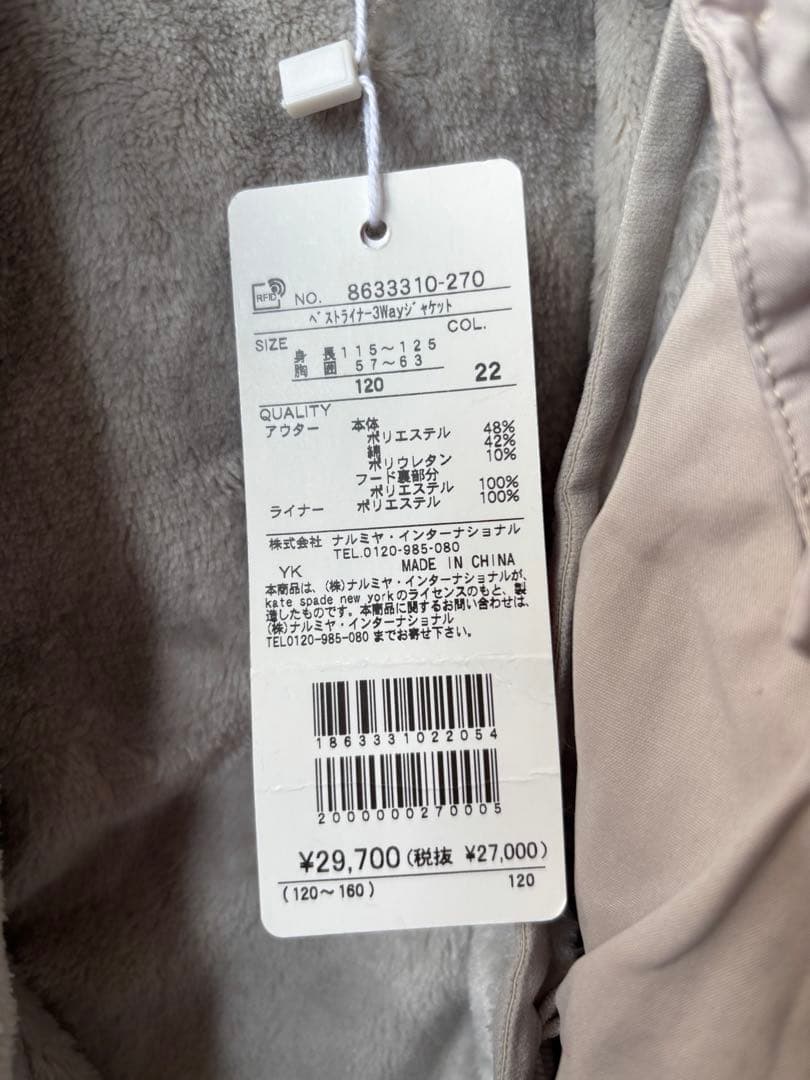 RFID NO. 8633310-270
ベストライナー3Wayジャケット
COL.
SIZE 身長 115~125
胸囲 57~63
120 22
QUALITY
アウター 本体
ポリエステル 48%
綿 42%
ポリウレタン 10%
フード裏部分
ポリエステル 100%
ライナー ポリエステル 100%
株式会社 ナルミヤ・インターナショナル
TEL.0120-985-080
YK MADE IN CHINA
本商品は、(株)ナルミヤ・インターナショナルが、
kate spade new yorkのライセンスのもと、製
造したものです。本商品に関するお問い合わせは、
(株)ナルミヤ・インターナショナル
TEL0120-985-080 までお寄せ下さい。
1863331022054
2000000270005
¥29,700(税抜 ¥27,000)
(120~160) 120